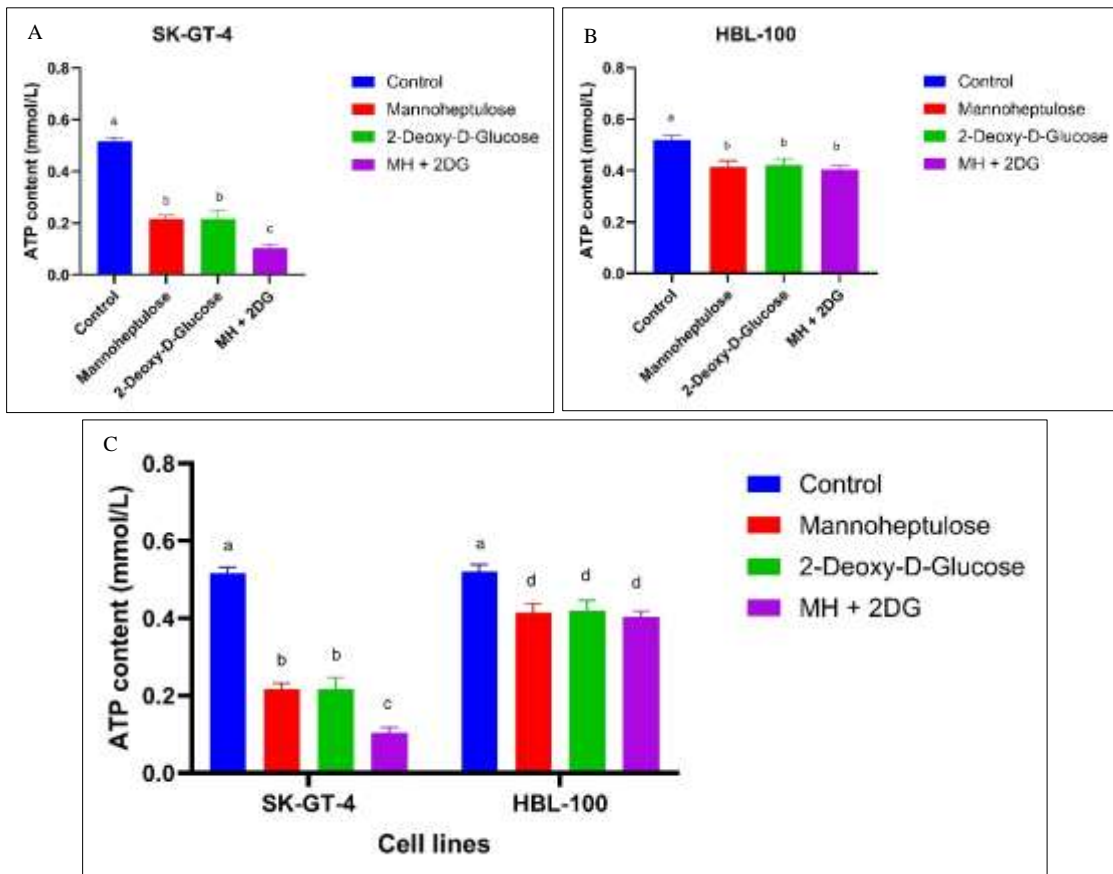 A
SK-GT-4
ATP content (mmol/L)
0.8
0.6
0.4
0.2
0.0
a
b
b
c
Control
Mannoheptulose
2-Deoxy-D-Glucose
MH + 2DG
Control
Mannoheptulose
2-Deoxy-D-Glucose
MH + 2DG
B
HBL-100
ATP content (mmol/L)
0.8
0.6
0.4
0.2
0.0
a
b
b
b
Control
Mannoheptulose
2-Deoxy-D-Glucose
MH + 2DG
Control
Mannoheptulose
2-Deoxy-D-Glucose
MH + 2DG
C
ATP content (mmol/L)
0.8
0.6
0.4
0.2
0.0
a
b
b
c
a
d
d
d
SK-GT-4
HBL-100
Cell lines
Control
Mannoheptulose
2-Deoxy-D-Glucose
MH + 2DG